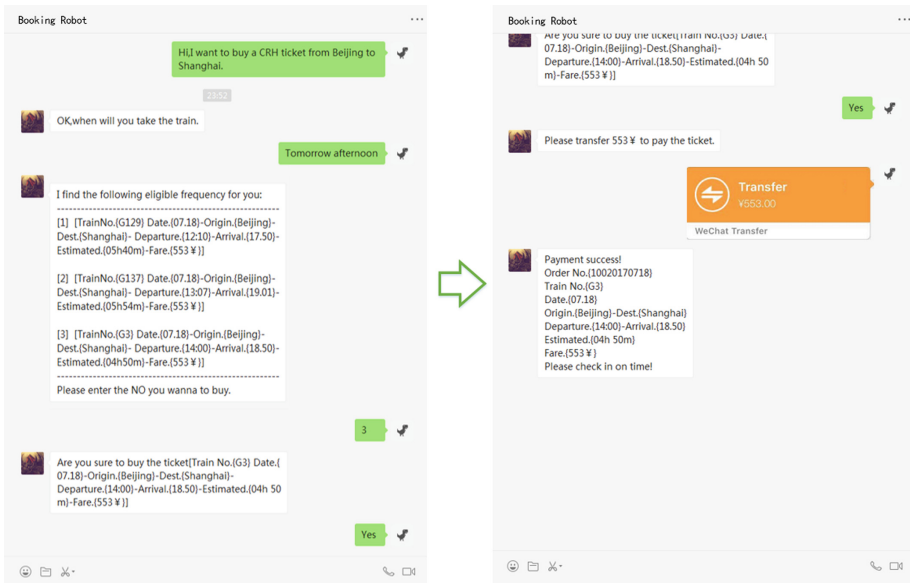 Booking Robot
Hi,I want to buy a CRH ticket from Beijing to
Shanghai.
23:52
OK,when will you take the train.
Tomorrow afternoon
I find the following eligible frequency for you:
--------------------------------------------------------
[1] [TrainNo.(G129) Date.(07.18)-Origin.(Beijing)-
Dest.(Shanghai)- Departure.(12:10)-Arrival.(17.50)-
Estimated.(05h40m)-Fare.(553￥)]
[2] [TrainNo.(G137) Date.(07.18)-Origin.(Beijing)-
Dest.(Shanghai)- Departure.(13:07)-Arrival.(19.01)-
Estimated.(05h54m)-Fare.(553￥)]
[3] [TrainNo.(G3) Date.(07.18)-Origin.(Beijing)-
Dest.(Shanghai)- Departure.(14:00)-Arrival.(18.50)-
Estimated.(04h50m)-Fare.(553￥)]
--------------------------------------------------------
Please enter the NO you wanna to buy.
3
Are you sure to buy the ticket[Train No.(G3) Date.(
07.18)-Origin.(Beijing)-Dest.(Shanghai)-
Departure.(14:00)-Arrival.(18.50)-Estimated.(04h 50
m)-Fare.(553￥)]
Yes
Booking Robot
Are you sure to buy the ticket[Train No.(G3) Date.(
07.18)-Origin.(Beijing)-Dest.(Shanghai)-
Departure.(14:00)-Arrival.(18.50)-Estimated.(04h 50
m)-Fare.(553￥)]
Yes
Please transfer 553￥ to pay the ticket.
Transfer
¥553.00
WeChat Transfer
Payment success!
Order No.(10020170718)
Train No.(G3)
Date.(07.18)
Origin.(Beijing)-Dest.(Shanghai)
Departure.(14:00)-Arrival.(18.50)
Estimated.(04h 50m)
Fare.(553￥)
Please check in on time!